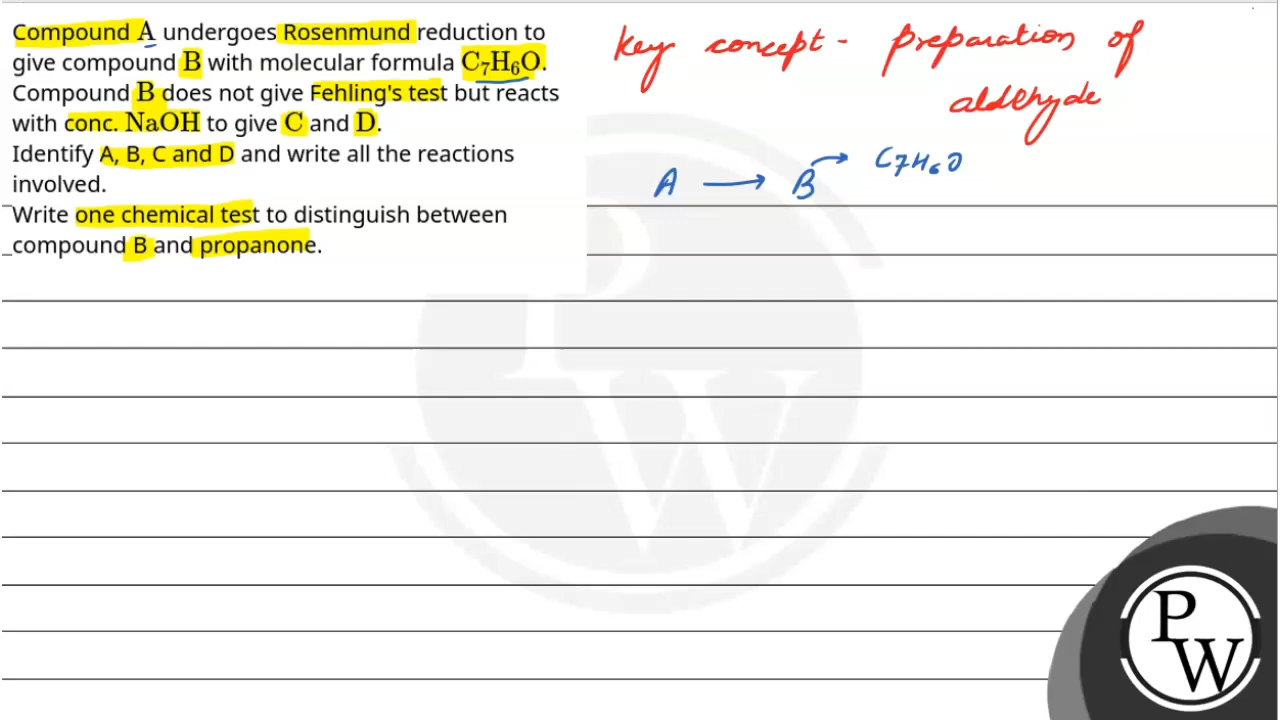 Compound A undergoes Rosenmund reduction to
give compound B with molecular formula C₇H₆O.
Compound B does not give Fehling's test but reacts
with conc. NaOH to give C and D.
Identify A, B, C and D and write all the reactions
involved.
Write one chemical test to distinguish between
compound B and propanone.
Key concept - Preparation of
aldehyde
A → B → C₇H₆O
P
W
P
W